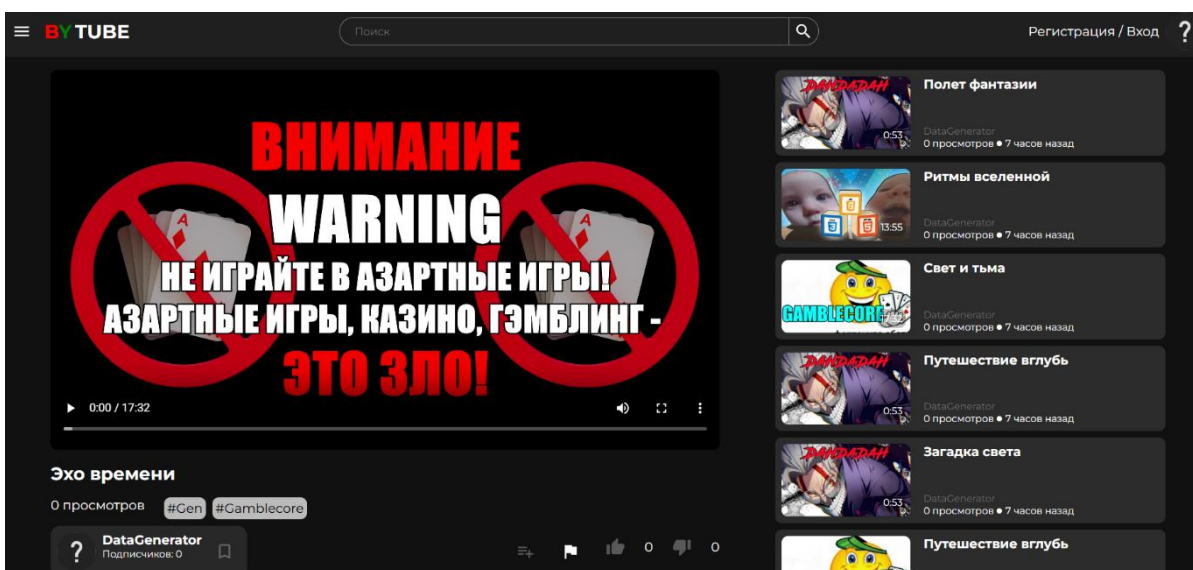 BYTUBE
Поиск
Регистрация / Вход
?
ВНИМАНИЕ
WARNING
НЕ ИГРАЙТЕ В АЗАРТНЫЕ ИГРЫ!
АЗАРТНЫЕ ИГРЫ, КАЗИНО, ГЭМБЛИНГ -
ЭТО ЗЛО!
0:00 / 17:32
Эхо времени
0 просмотров #Gen #Gamblecore
?
DataGenerator
Подписчиков: 0
0
0
DANDADAN
0:53
Полет фантазии
DataGenerator
0 просмотров ● 7 часов назад
13:55
Ритмы вселенной
DataGenerator
0 просмотров ● 7 часов назад
GAMBLECORE
Свет и тьма
DataGenerator
0 просмотров ● 7 часов назад
DANDADAN
0:53
Путешествие вглубь
DataGenerator
0 просмотров ● 7 часов назад
DANDADAN
0:53
Загадка света
DataGenerator
0 просмотров ● 7 часов назад
Путешествие вглубь